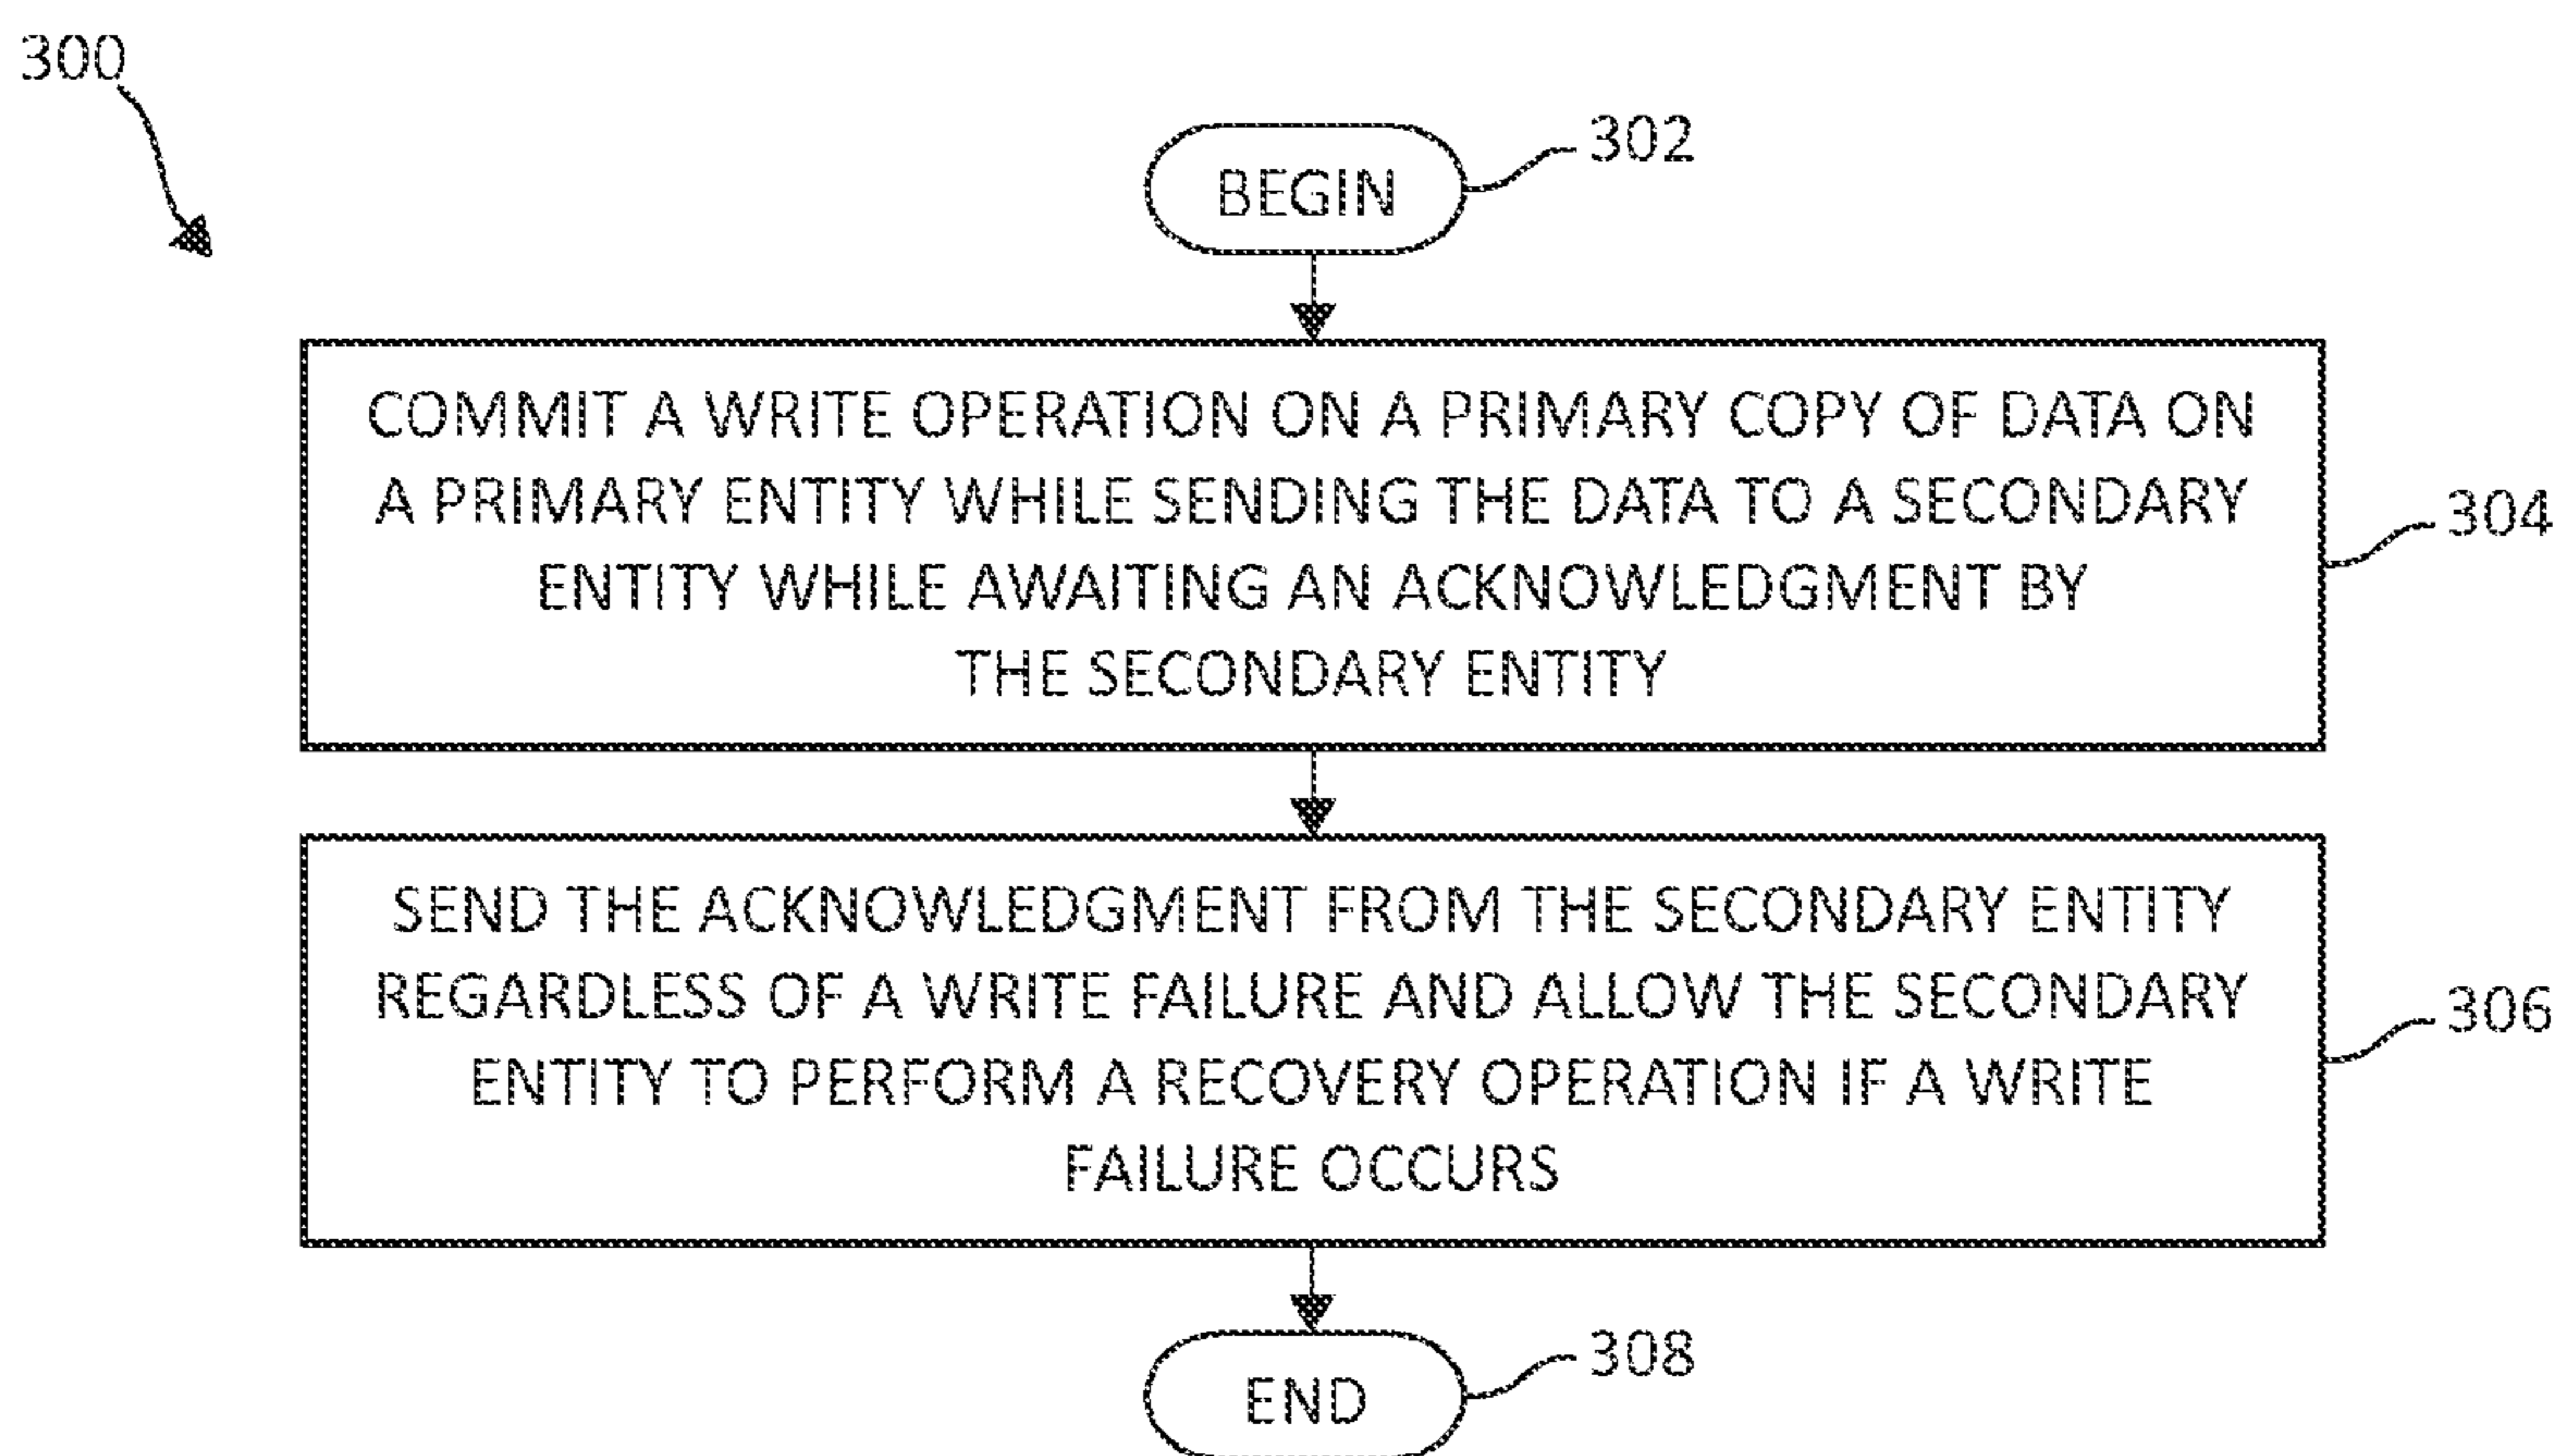 300
BEGIN
302
COMMIT A WRITE OPERATION ON A PRIMARY COPY OF DATA ON
A PRIMARY ENTITY WHILE SENDING THE DATA TO A SECONDARY
ENTITY WHILE AWAITING AN ACKNOWLEDGMENT BY
THE SECONDARY ENTITY
304
SEND THE ACKNOWLEDGMENT FROM THE SECONDARY ENTITY
REGARDLESS OF A WRITE FAILURE AND ALLOW THE SECONDARY
ENTITY TO PERFORM A RECOVERY OPERATION IF A WRITE
FAILURE OCCURS
306
END
308